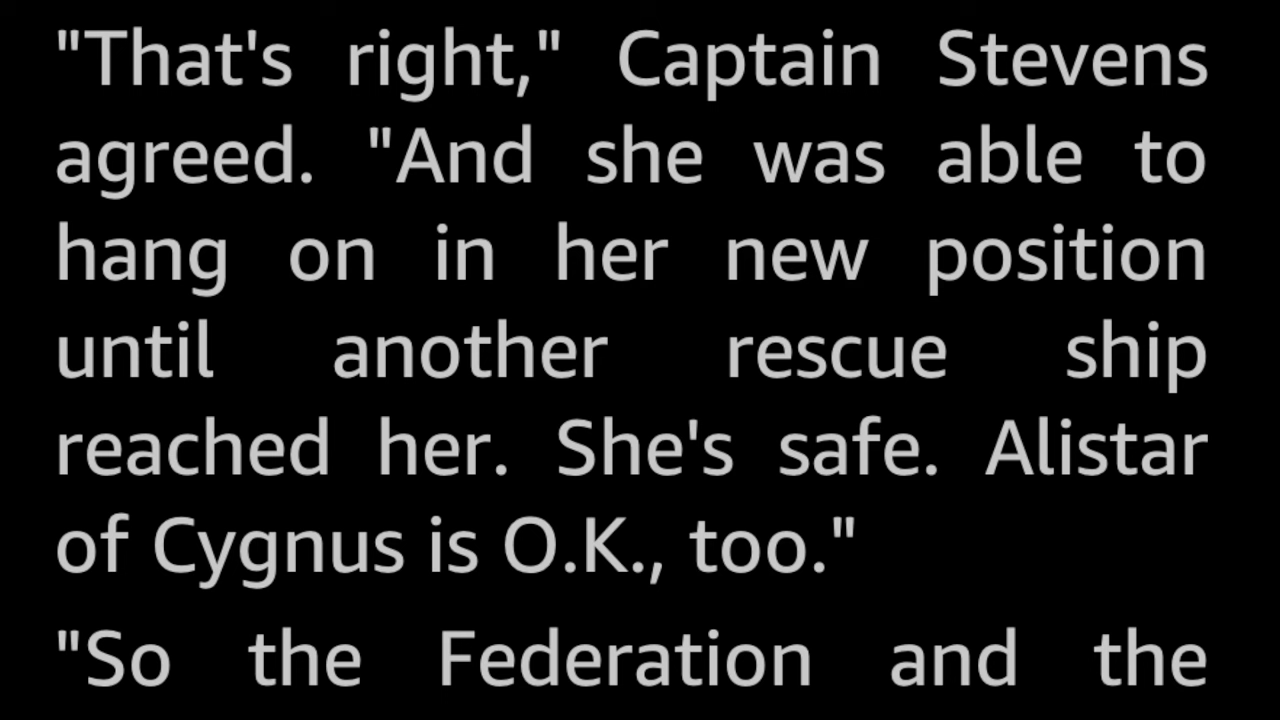 "That's right," Captain Stevens
agreed. "And she was able to
hang on in her new position
until another rescue ship
reached her. She's safe. Alistar
of Cygnus is O.K., too."
"So the Federation and the